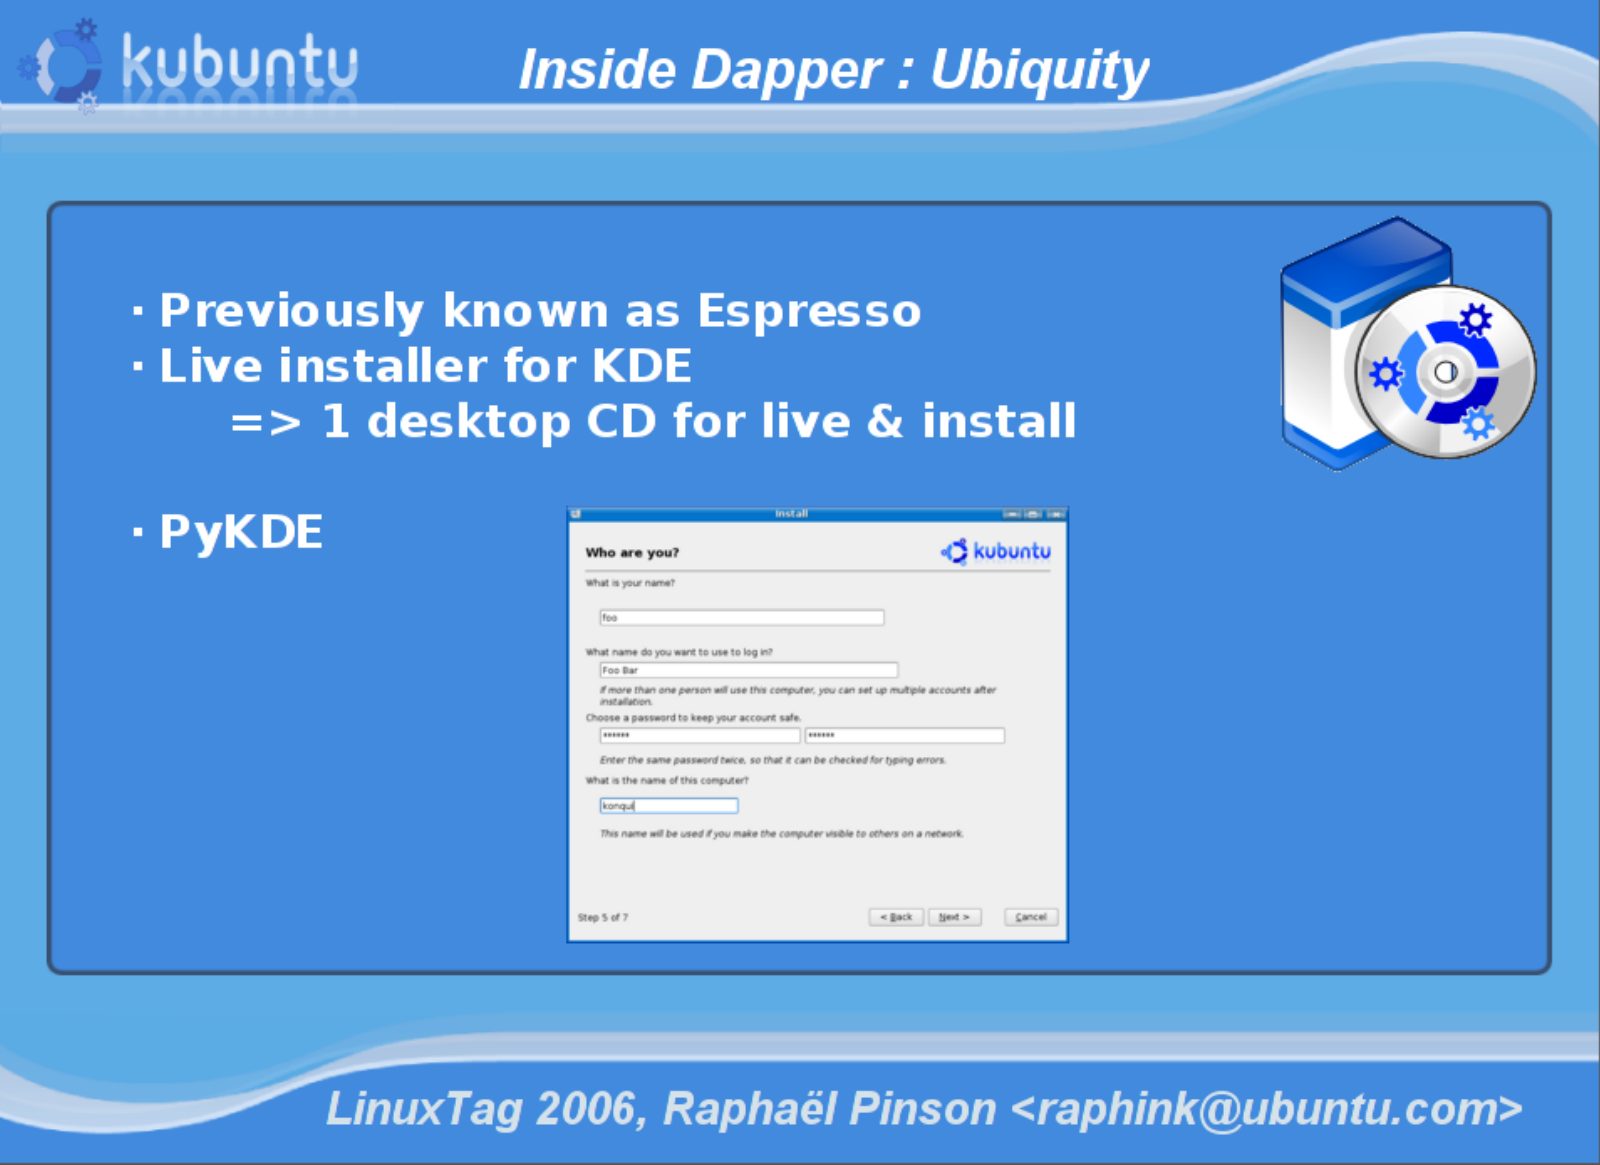 kubuntu
Inside Dapper : Ubiquity
· Previously known as Espresso
· Live installer for KDE
=> 1 desktop CD for live & install
· PyKDE
Install
Who are you?
kubuntu
What is your name?
foo
What name do you want to use to log in?
Foo Bar
If more than one person will use this computer, you can set up multiple accounts after
installation.
Choose a password to keep your account safe.
****** ******
Enter the same password twice, so that it can be checked for typing errors.
What is the name of this computer?
konqui
This name will be used if you make the computer visible to others on a network.
Step 5 of 7
< Back Next > Cancel
LinuxTag 2006, Raphaël Pinson <raphink@ubuntu.com>